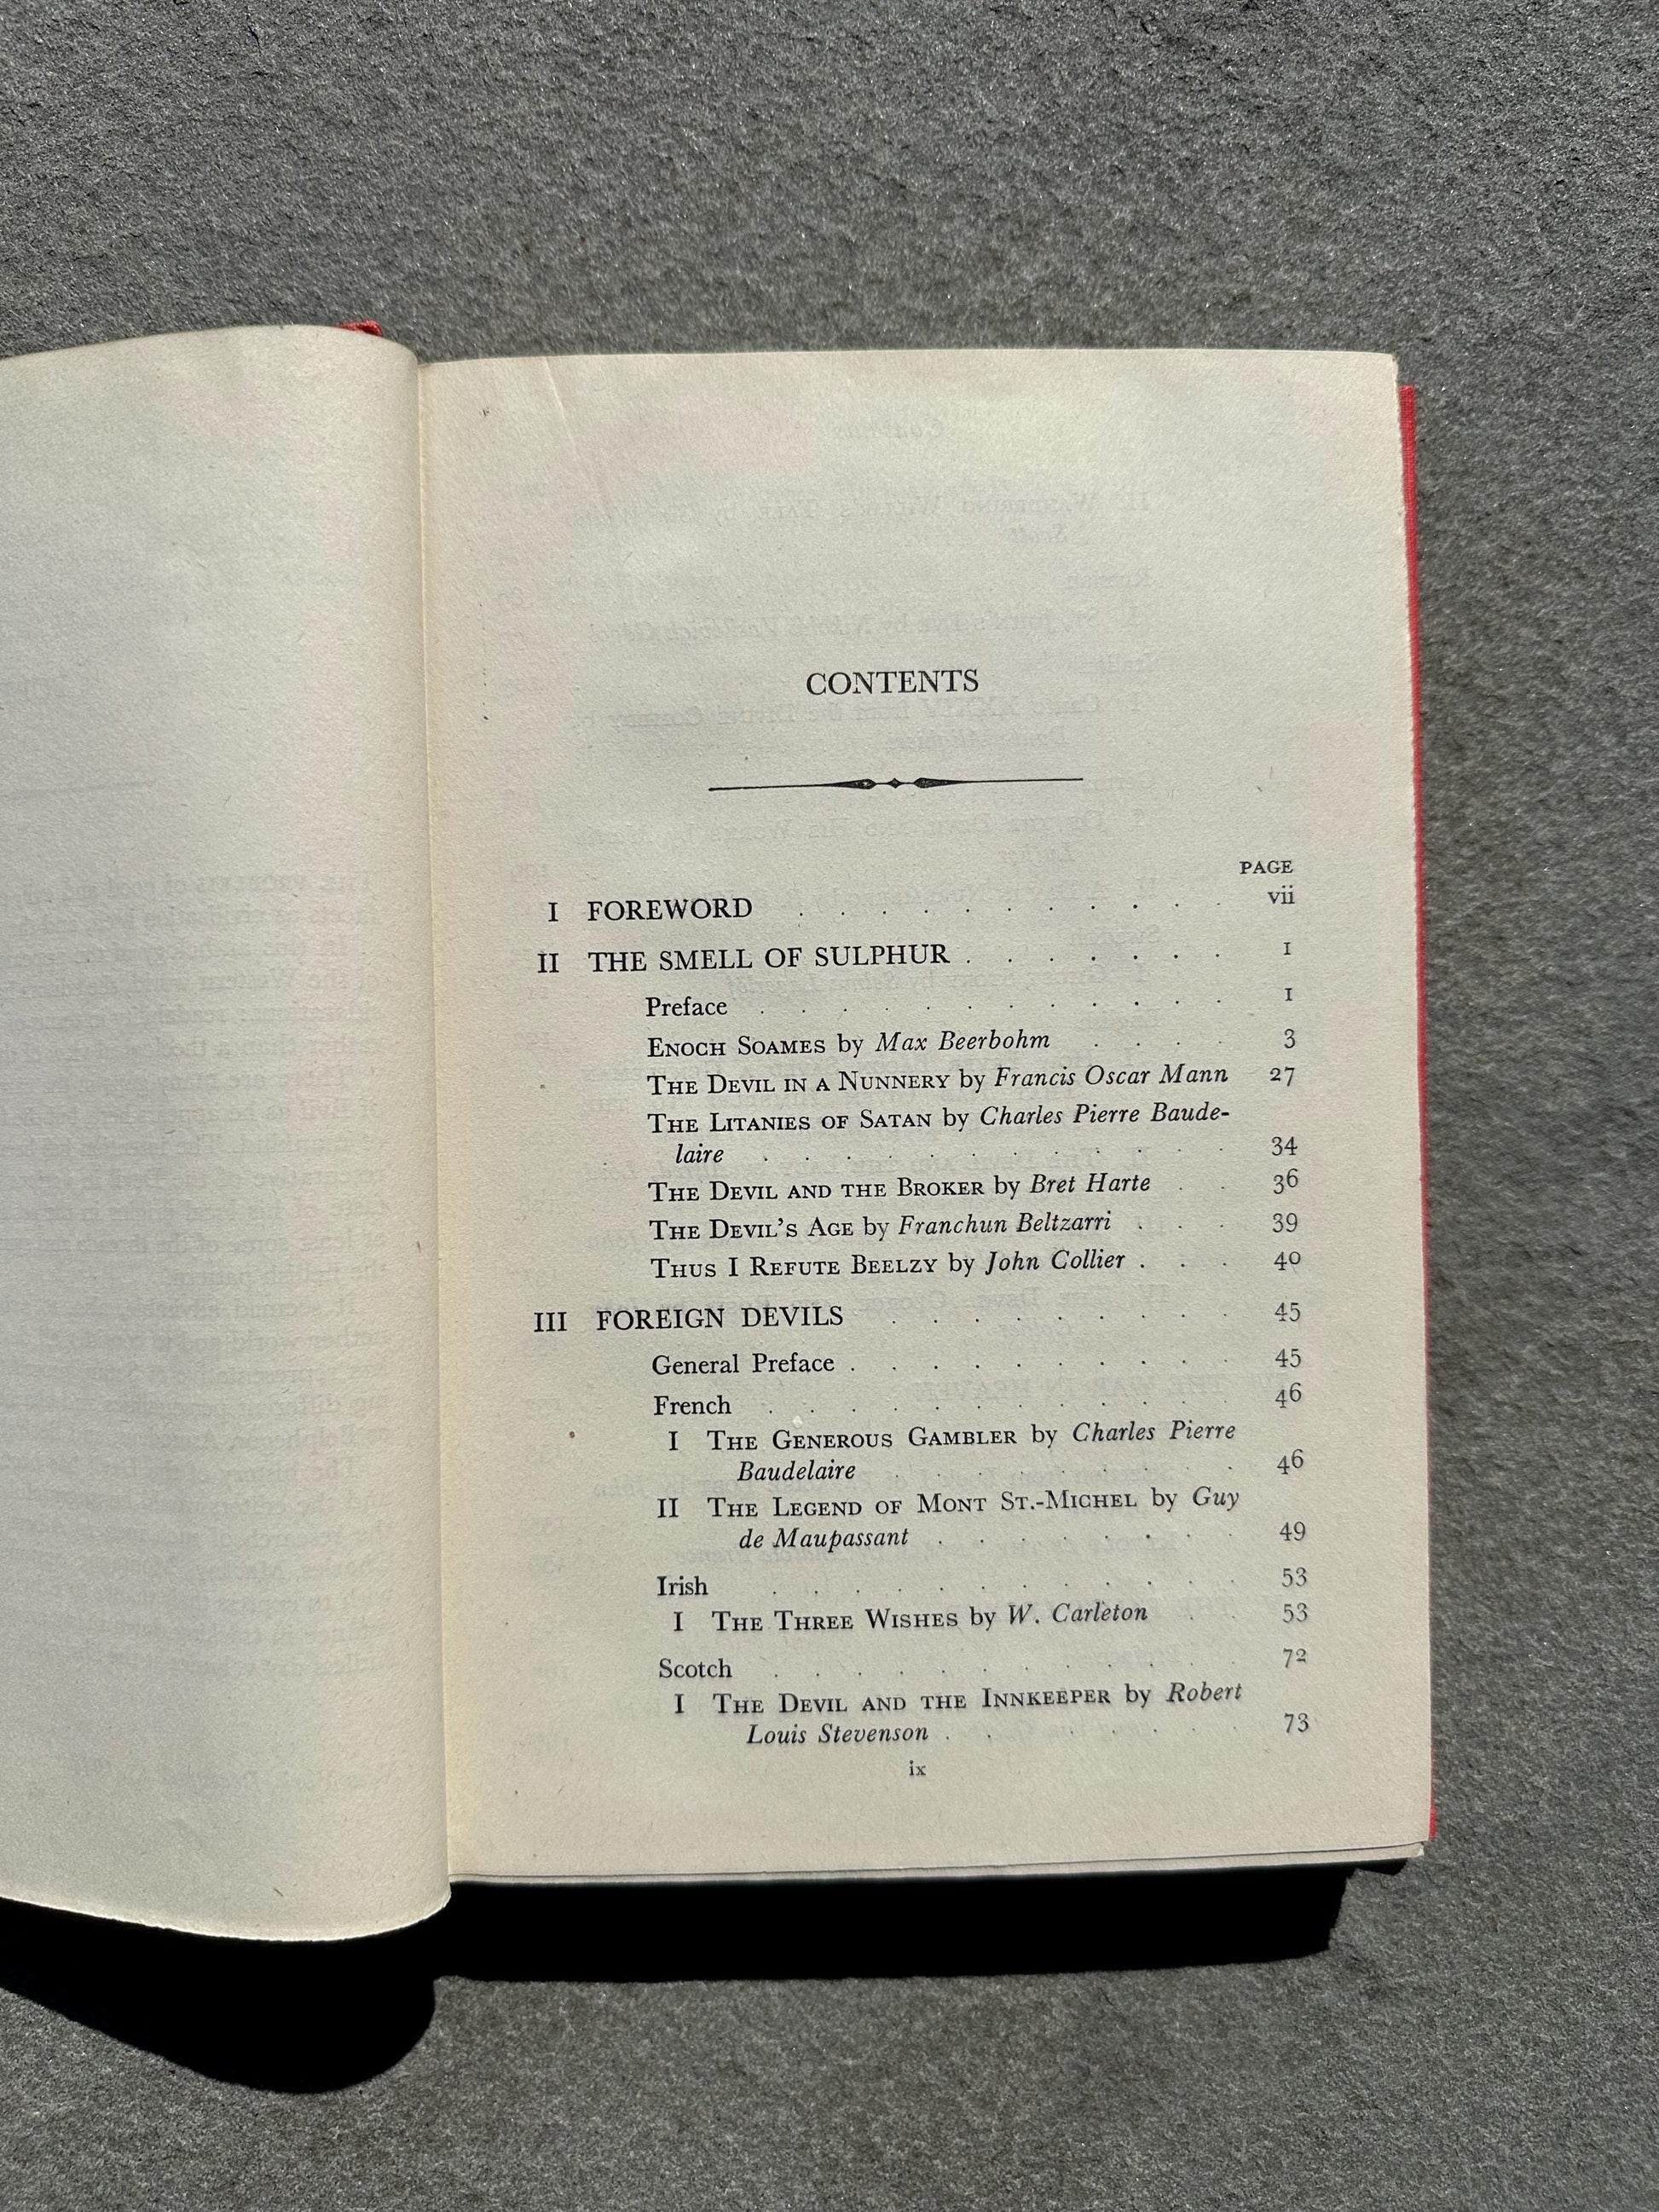 CONTENTS
PAGE
I FOREWORD . . . . . . . . . . . vii
II THE SMELL OF SULPHUR . . . . . . . 1
Preface . . . . . . . . . . . . 1
ENOCH SOAMES by Max Beerbohm . . . . 3
THE DEVIL IN A NUNNERY by Francis Oscar Mann 27
THE LITANIES OF SATAN by Charles Pierre Baude-
laire . . . . . . . . . . . . 34
THE DEVIL AND THE BROKER by Bret Harte . . 36
THE DEVIL'S AGE by Franchun Beltzarri . . . 39
THUS I REFUTE BEELZY by John Collier . . . 40
III FOREIGN DEVILS . . . . . . . . . 45
General Preface . . . . . . . . . . 45
French . . . . . . . . . . . . 46
I THE GENEROUS GAMBLER by Charles Pierre
Baudelaire . . . . . . . . . 46
II THE LEGEND OF MONT ST.-MICHEL by Guy
de Maupassant . . . . . . . . 49
Irish . . . . . . . . . . . . 53
I THE THREE WISHES by W. Carleton . . 53
Scotch . . . . . . . . . . . . 72
I THE DEVIL AND THE INNKEEPER by Robert
Louis Stevenson . . . . . . . . 73
ix